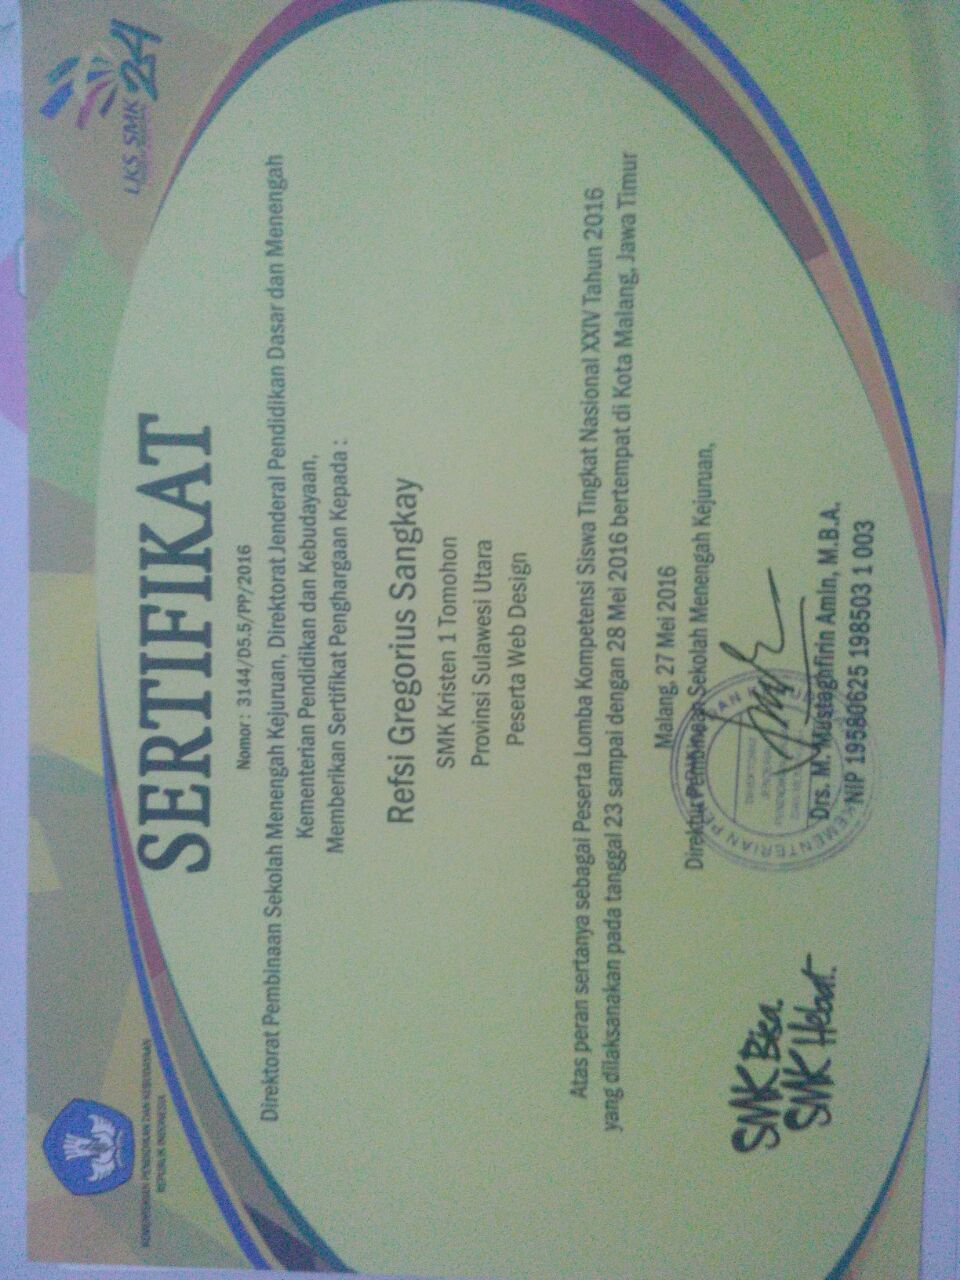 KEMENTERIAN PENDIDIKAN DAN KEBUDAYAAN
REPUBLIK INDONESIA
LKS SMK 24
SERTIFIKAT
Nomor: 3144/D5.5/PP/2016
Direktorat Pembinaan Sekolah Menengah Kejuruan, Direktorat Jenderal Pendidikan Dasar dan Menengah
Kementerian Pendidikan dan Kebudayaan,
Memberikan Sertifikat Penghargaan Kepada :
Refsi Gregorius Sangkay
SMK Kristen 1 Tomohon
Provinsi Sulawesi Utara
Peserta Web Design
Atas peran sertanya sebagai Peserta Lomba Kompetensi Siswa Tingkat Nasional XXIV Tahun 2016
yang dilaksanakan pada tanggal 23 sampai dengan 28 Mei 2016 bertempat di Kota Malang, Jawa Timur
Malang, 27 Mei 2016
Direktur Pembinaan Sekolah Menengah Kejuruan,
Drs. M. Mustaghfirin Amin, M.B.A.
NIP 19580625 198503 1 003
SMK Bisa.
SMK Hebat.
KEMENTERIAN